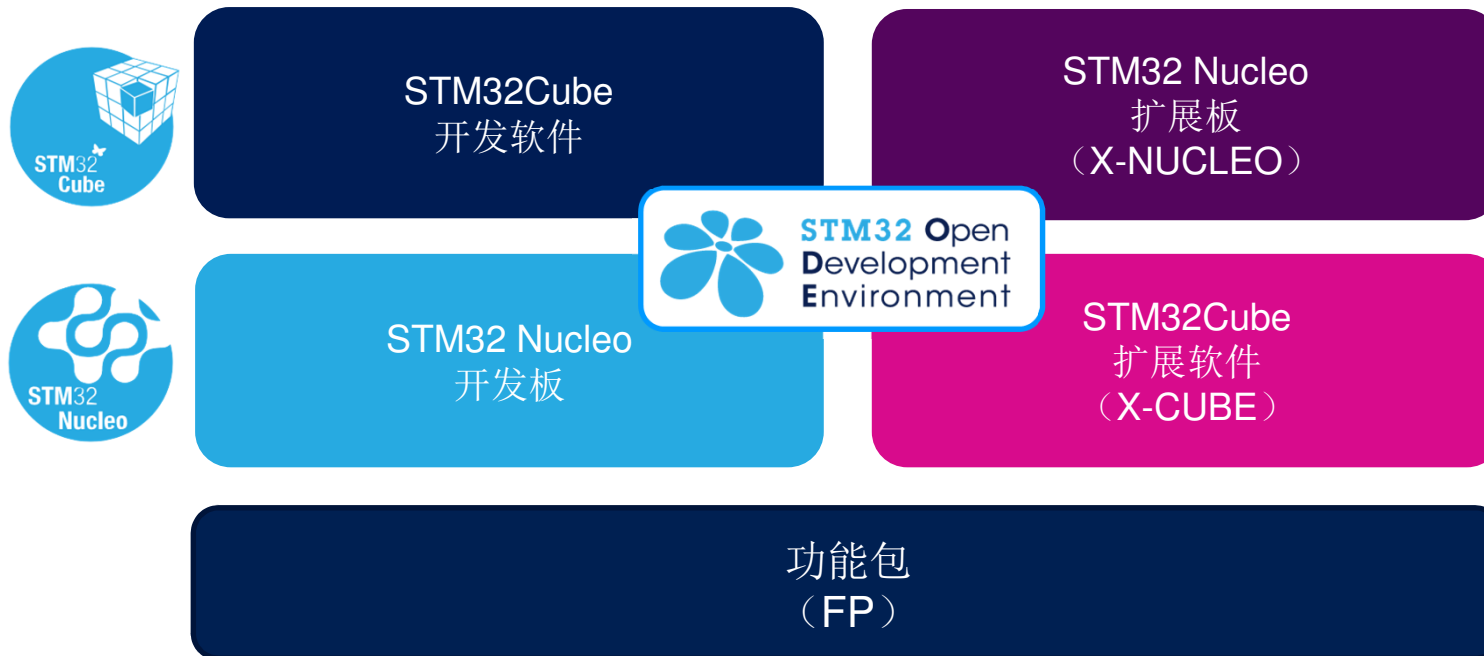 STM32
Cube
STM32Cube
开发软件
STM32 Nucleo
扩展板
（X-NUCLEO）
STM32 Open
Development
Environment
STM32
Nucleo
STM32 Nucleo
开发板
STM32Cube
扩展软件
（X-CUBE）
功能包
（FP）